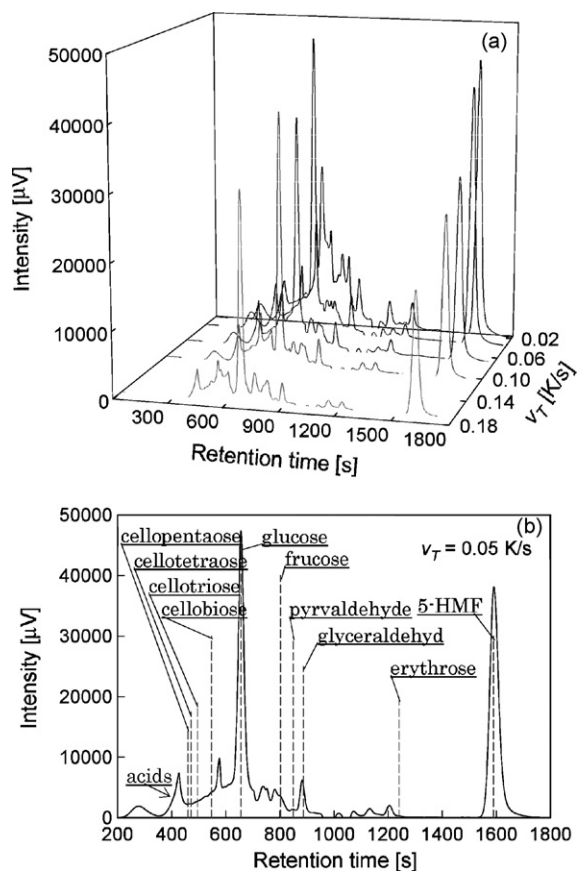 (a)
50000
40000
30000
20000
10000
0
Intensity [µV]
300
600
900
1200
1500
1800
Retention time [s]
0.02
0.06
0.10
0.14
0.18
v_T [K/s]
(b)
v_T = 0.05 K/s
50000
40000
30000
20000
10000
0
Intensity [µV]
cellopentaose
cellotetraose
cellotriose
cellobiose
glucose
frucose
pyrvaldehyde
glyceraldehyd
5-HMF
erythrose
acids
200
400
600
800
1000
1200
1400
1600
1800
Retention time [s]